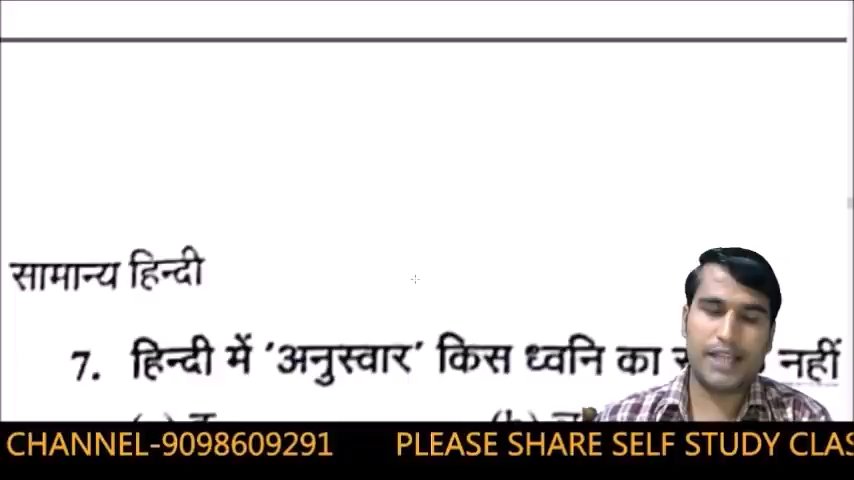 सामान्य हिन्दी
7. हिन्दी में 'अनुस्वार' किस ध्वनि का नहीं
CHANNEL-9098609291 PLEASE SHARE SELF STUDY CLAS